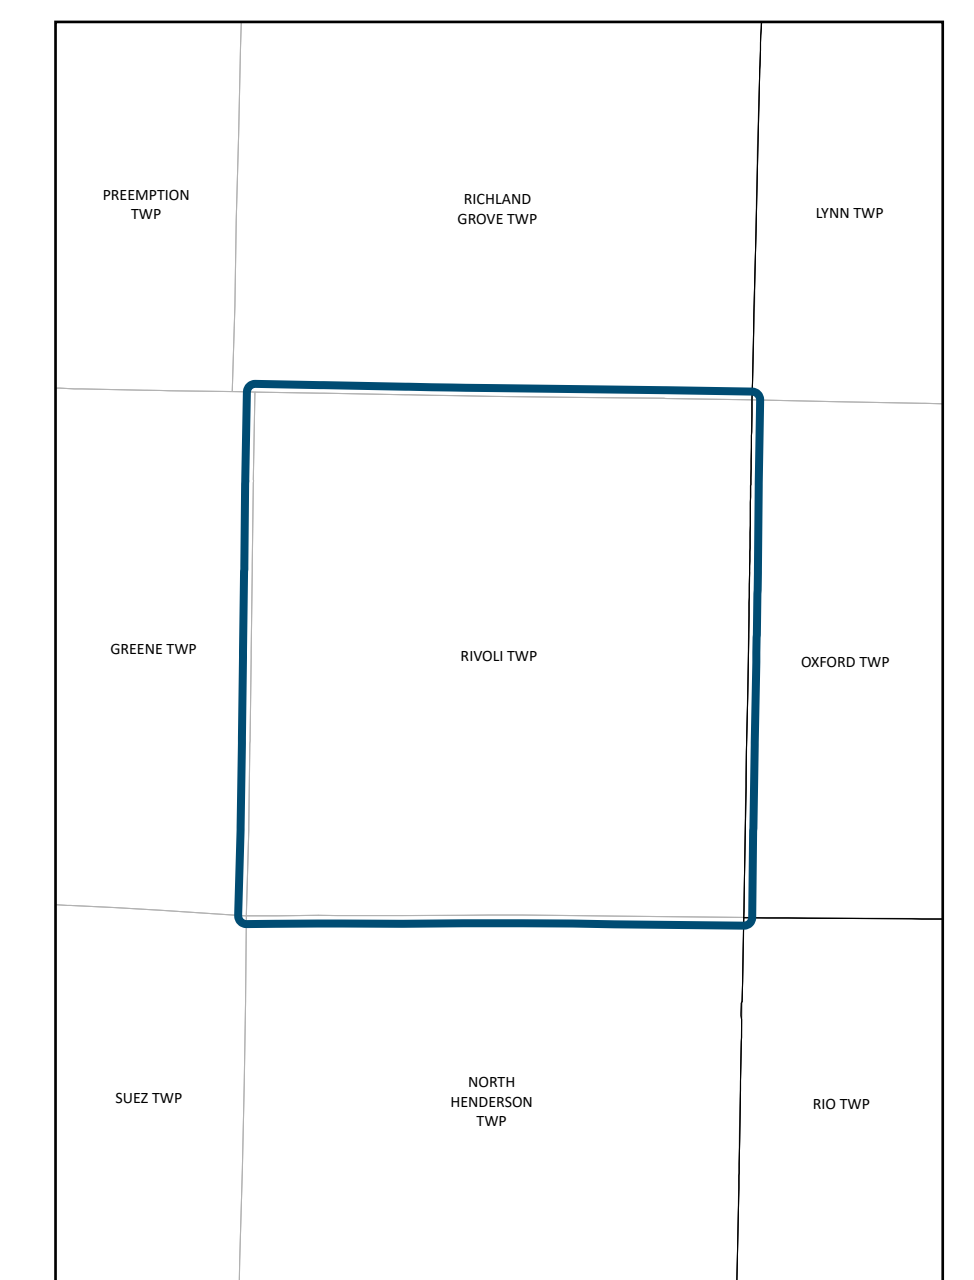 PREEMPTION
TWP
RICHLAND
GROVE TWP
LYNN TWP
GREENE TWP
RIVOLI TWP
OXFORD TWP
SUEZ TWP
NORTH
HENDERSON
TWP
RIO TWP